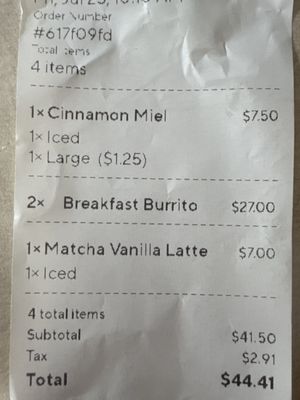 Order Number
#617f09fd
Total items
4 items
1× Cinnamon Miel $7.50
1× Iced
1× Large ($1.25)
2× Breakfast Burrito $27.00
1× Matcha Vanilla Latte $7.00
1× Iced
4 total items
Subtotal $41.50
Tax $2.91
Total $44.41